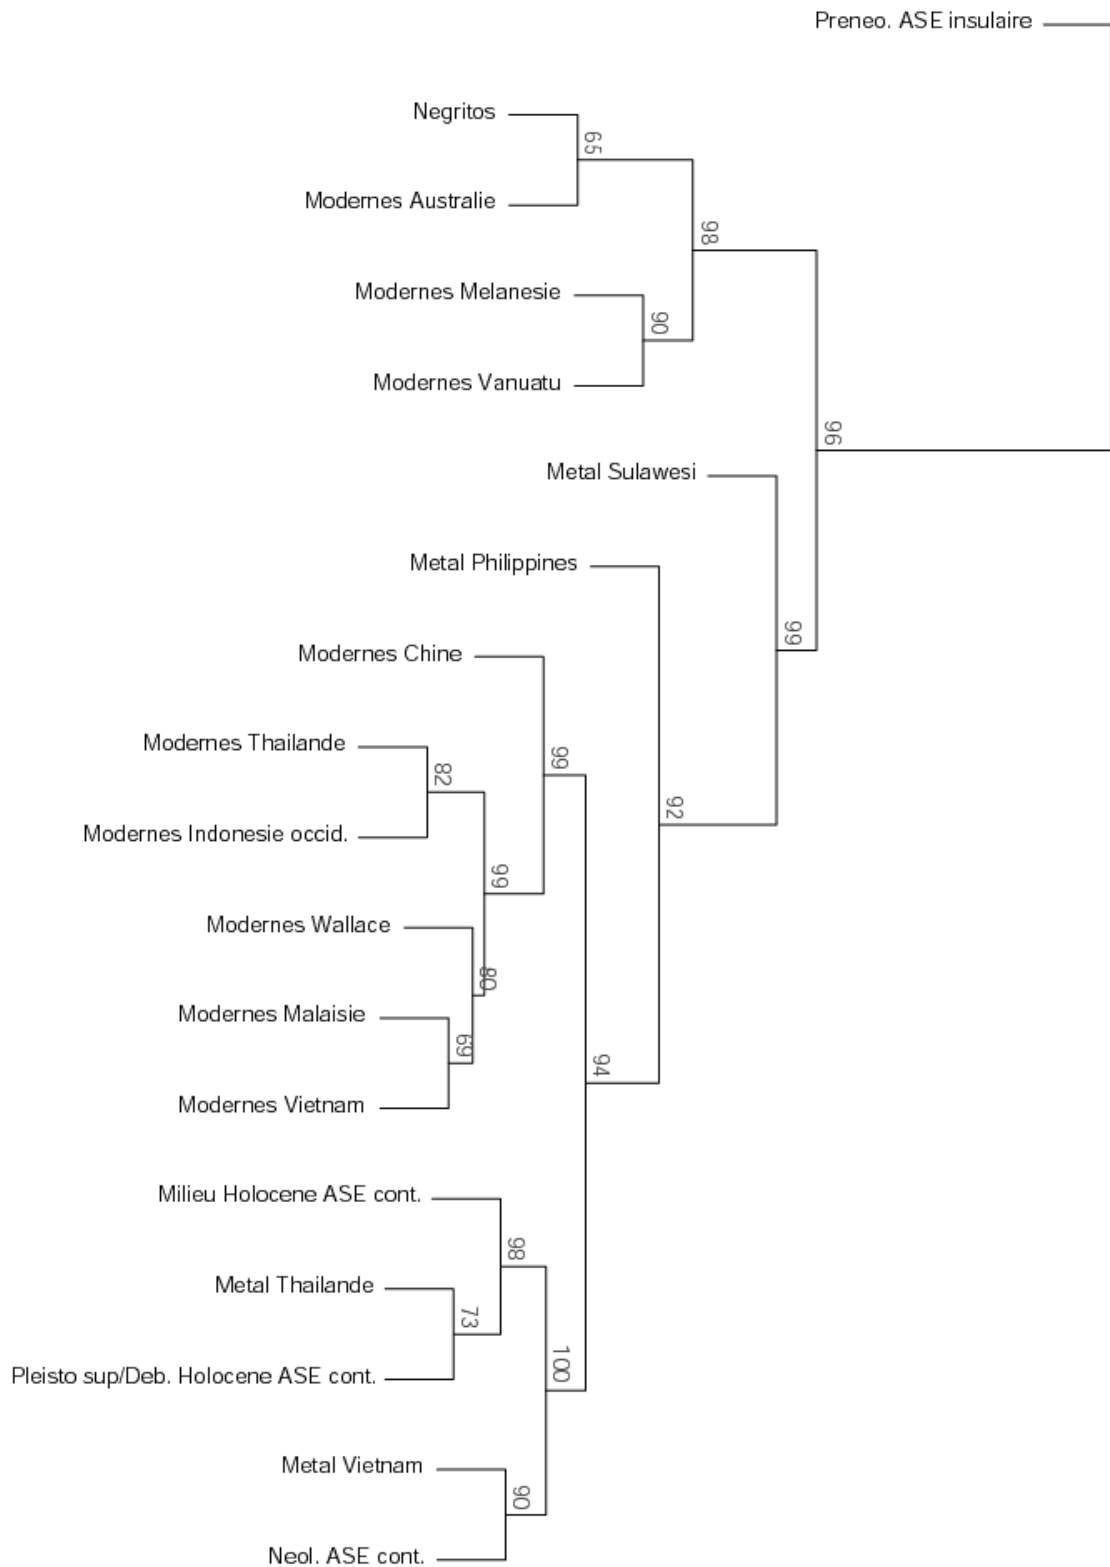 Preneo. ASE insulaire
Negritos
65
Modernes Australie
98
Modernes Melanesie
90
Modernes Vanuatu
96
Metal Sulawesi
Metal Philippines
99
Modernes Chine
Modernes Thailande
99
82
92
Modernes Indonesie occid.
99
Modernes Wallace
80
Modernes Malaisie
69
94
Modernes Vietnam
Milieu Holocene ASE cont.
98
Metal Thailande
73
100
Pleisto sup/Deb. Holocene ASE cont.
Metal Vietnam
90
Neol. ASE cont.